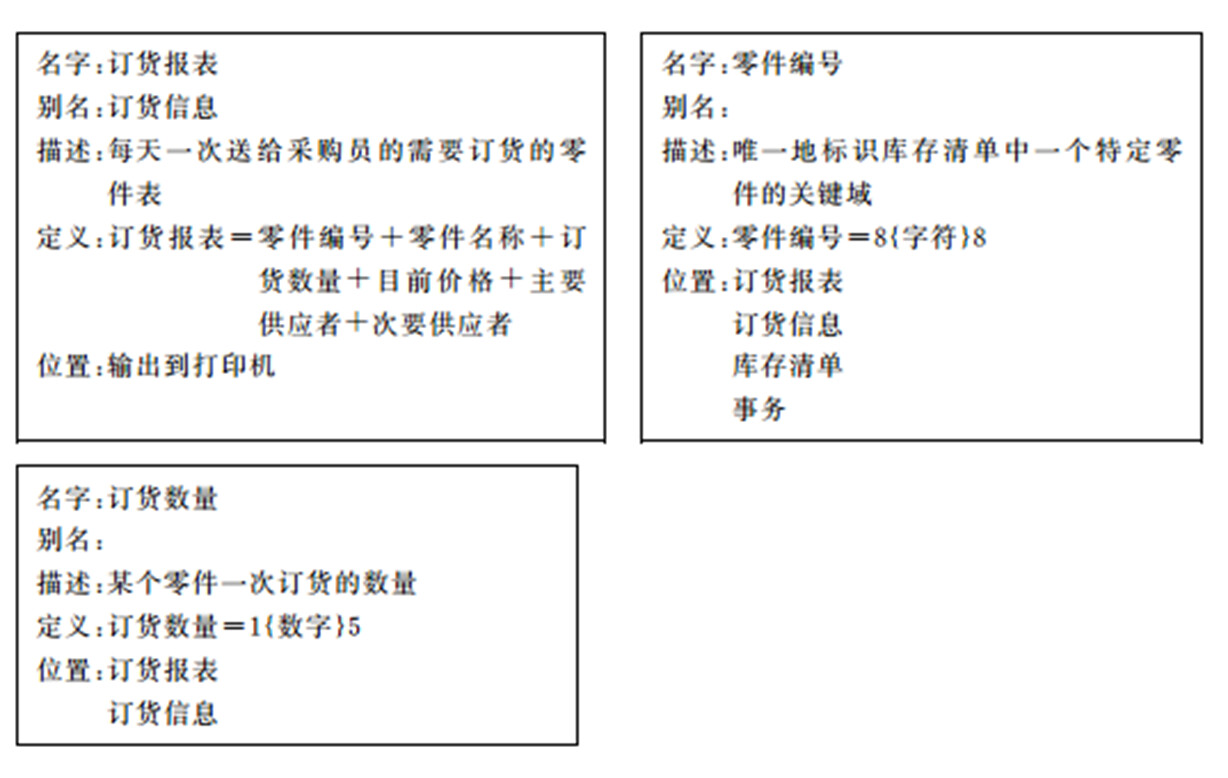 名字:订货报表
别名:订货信息
描述:每天一次送给采购员的需要订货的零
件表
定义:订货报表=零件编号+零件名称+订
货数量+目前价格+主要
供应者+次要供应者
位置:输出到打印机
名字:零件编号
别名:
描述:唯一地标识库存清单中一个特定零
件的关键域
定义:零件编号=8{字符}8
位置:订货报表
订货信息
库存清单
事务
名字:订货数量
别名:
描述:某个零件一次订货的数量
定义:订货数量=1{数字}5
位置:订货报表
订货信息